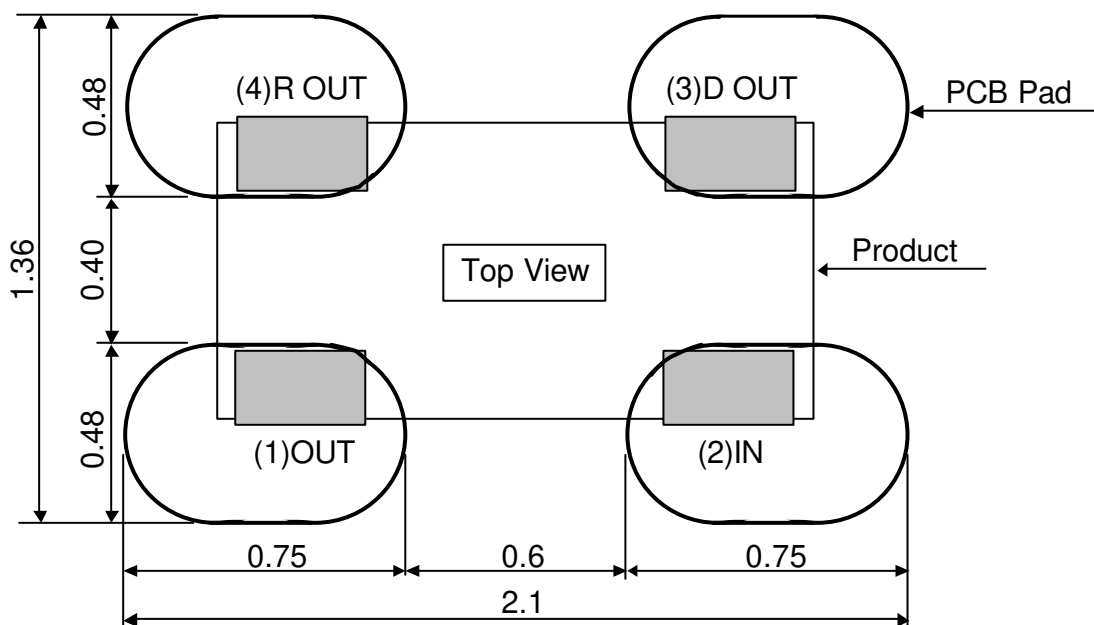 (4)R OUT
(3)D OUT
PCB Pad
0.48
1.36
0.40
Top View
Product
0.48
(1)OUT
(2)IN
0.75
0.6
0.75
2.1